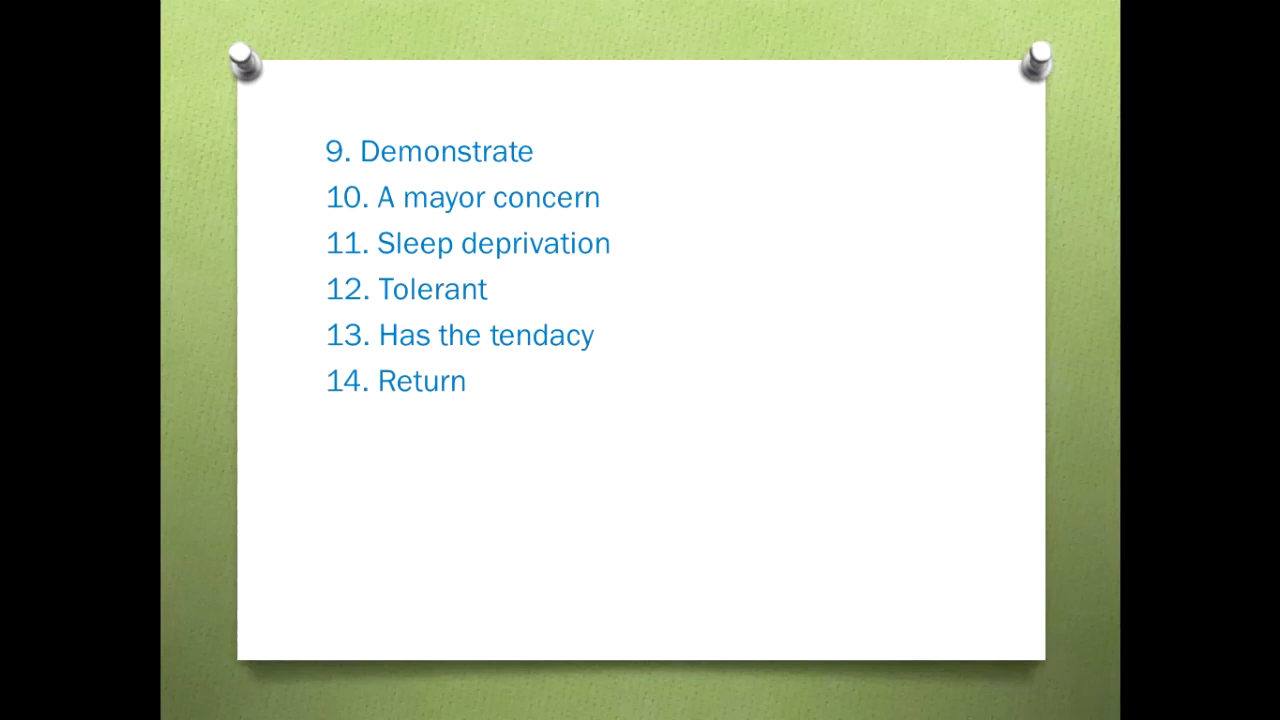 9. Demonstrate
10. A mayor concern
11. Sleep deprivation
12. Tolerant
13. Has the tendacy
14. Return